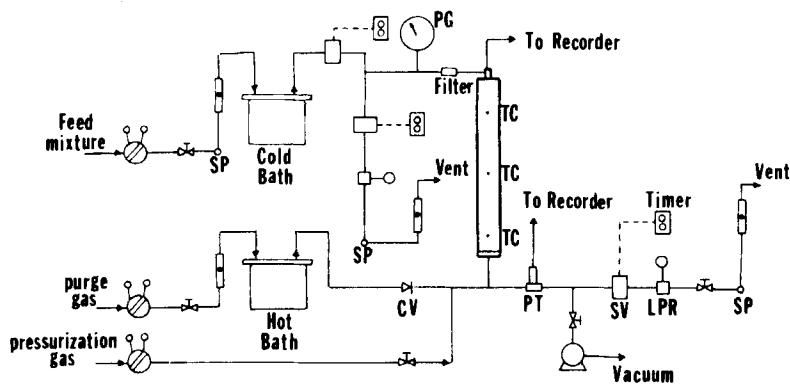 PG
To Recorder
Filter
TC
Feed
mixture
SP
Cold
Bath
TC
Vent
To Recorder
Timer
Vent
TC
SP
purge
gas
Hot
Bath
CV
PT
SV
LPR
SP
pressurization
gas
Vacuum